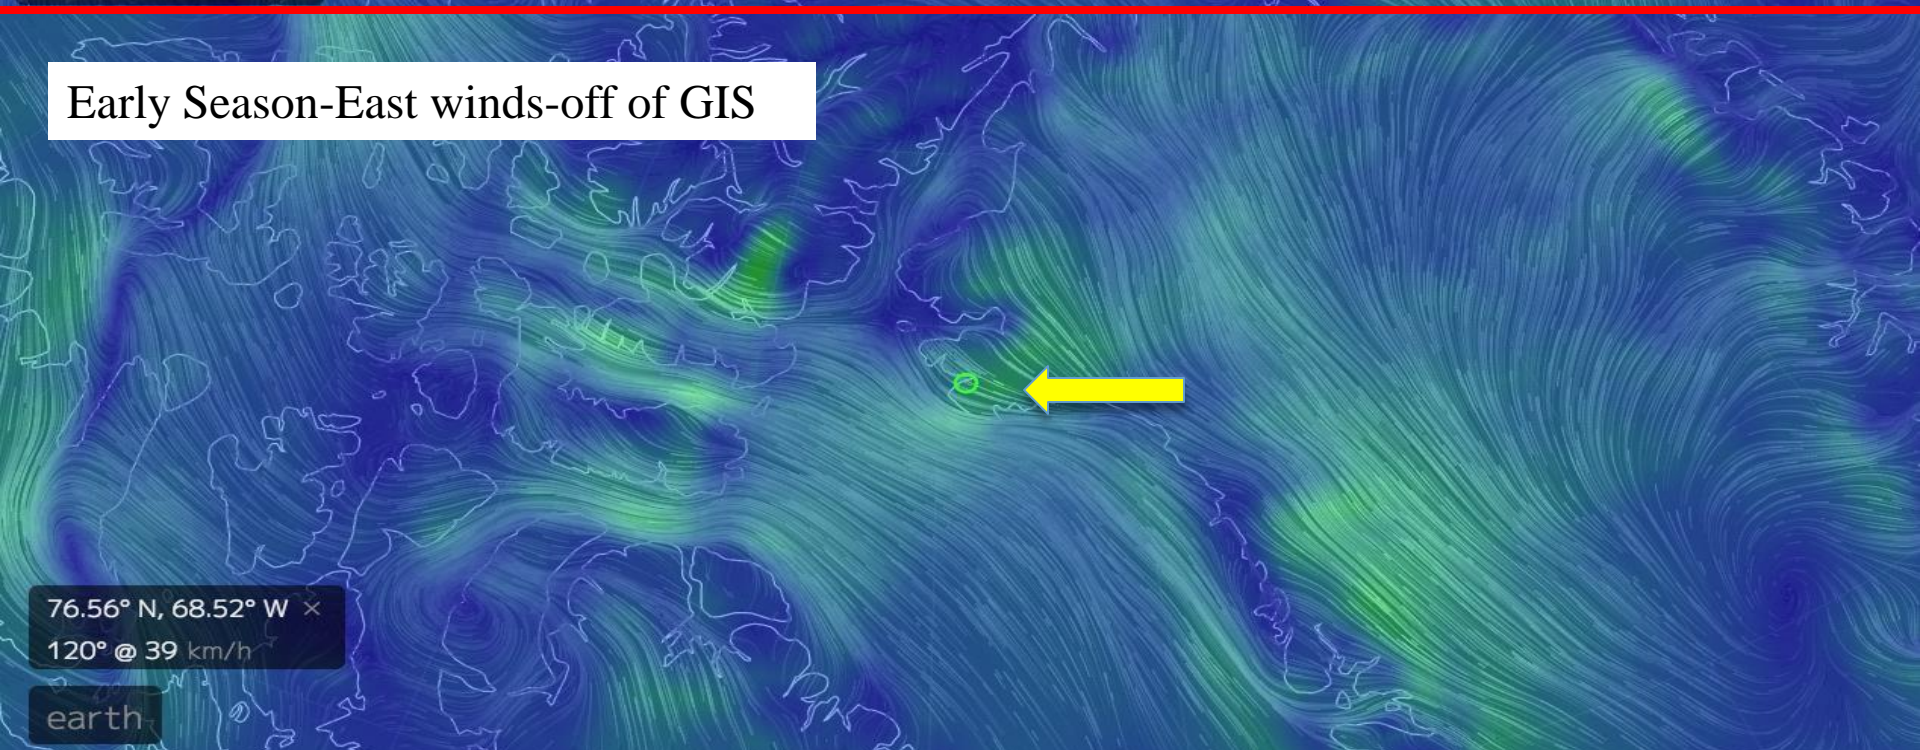 Early Season-East winds-off of GIS
76.56° N, 68.52° W ×
120° @ 39 km/h
earth